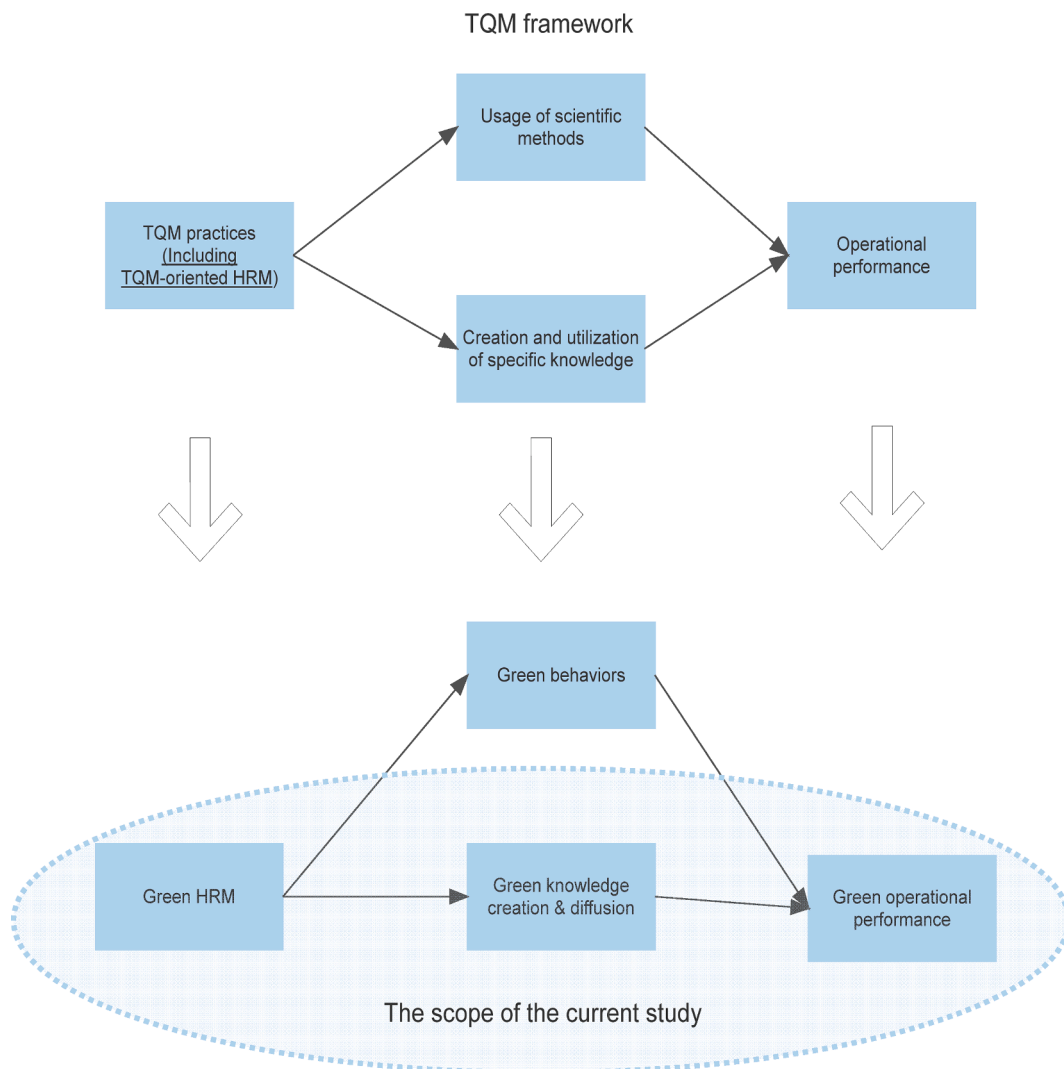 TQM framework
Usage of scientific
methods
TQM practices
(Including
TQM-oriented HRM)
Operational
performance
Creation and utilization
of specific knowledge
Green behaviors
Green HRM
Green knowledge
creation & diffusion
Green operational
performance
The scope of the current study